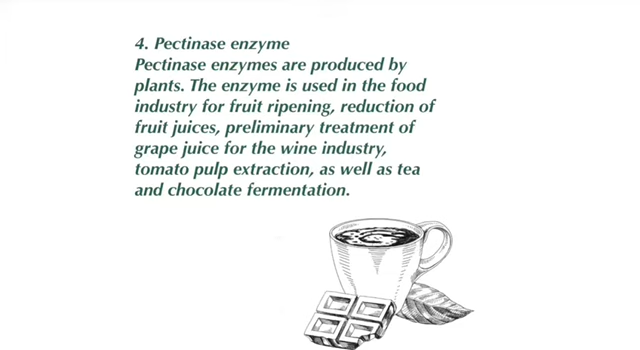 4. Pectinase enzyme
Pectinase enzymes are produced by
plants. The enzyme is used in the food
industry for fruit ripening, reduction of
fruit juices, preliminary treatment of
grape juice for the wine industry,
tomato pulp extraction, as well as tea
and chocolate fermentation.